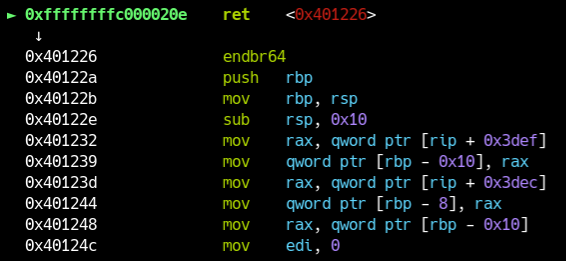 ► 0xffffffffc000020e ret <0x401226>
↓
0x401226 endbr64
0x40122a push rbp
0x40122b mov rbp, rsp
0x40122e sub rsp, 0x10
0x401232 mov rax, qword ptr [rip + 0x3def]
0x401239 mov qword ptr [rbp - 0x10], rax
0x40123d mov rax, qword ptr [rip + 0x3dec]
0x401244 mov qword ptr [rbp - 8], rax
0x401248 mov rax, qword ptr [rbp - 0x10]
0x40124c mov edi, 0